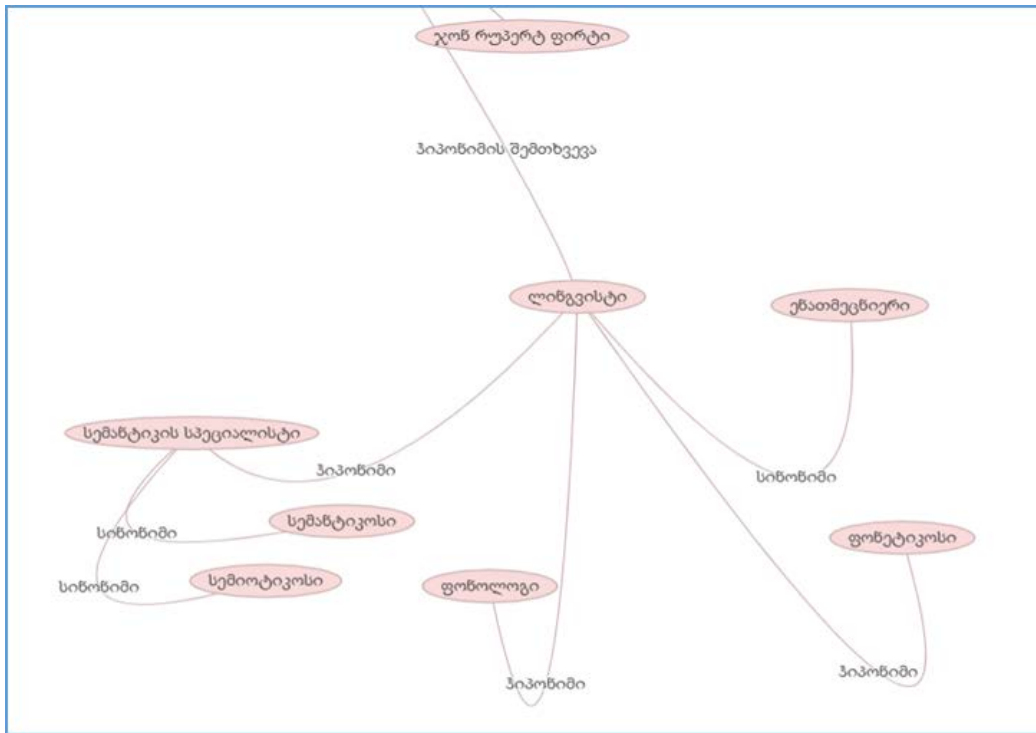 ჯონ რუპერტ ფირტი
ჰიპონიმის შემთხვევა
ლინგვისტი
ენათმეცნიერი
სემანტიკის სპეციალისტი
ჰიპონიმი
სინონიმი
სემანტიკოსი
სინონიმი
ფონეტიკოსი
სემიოტიკოსი
სინონიმი
ფონოლოგი
ჰიპონიმი
ჰიპონიმი